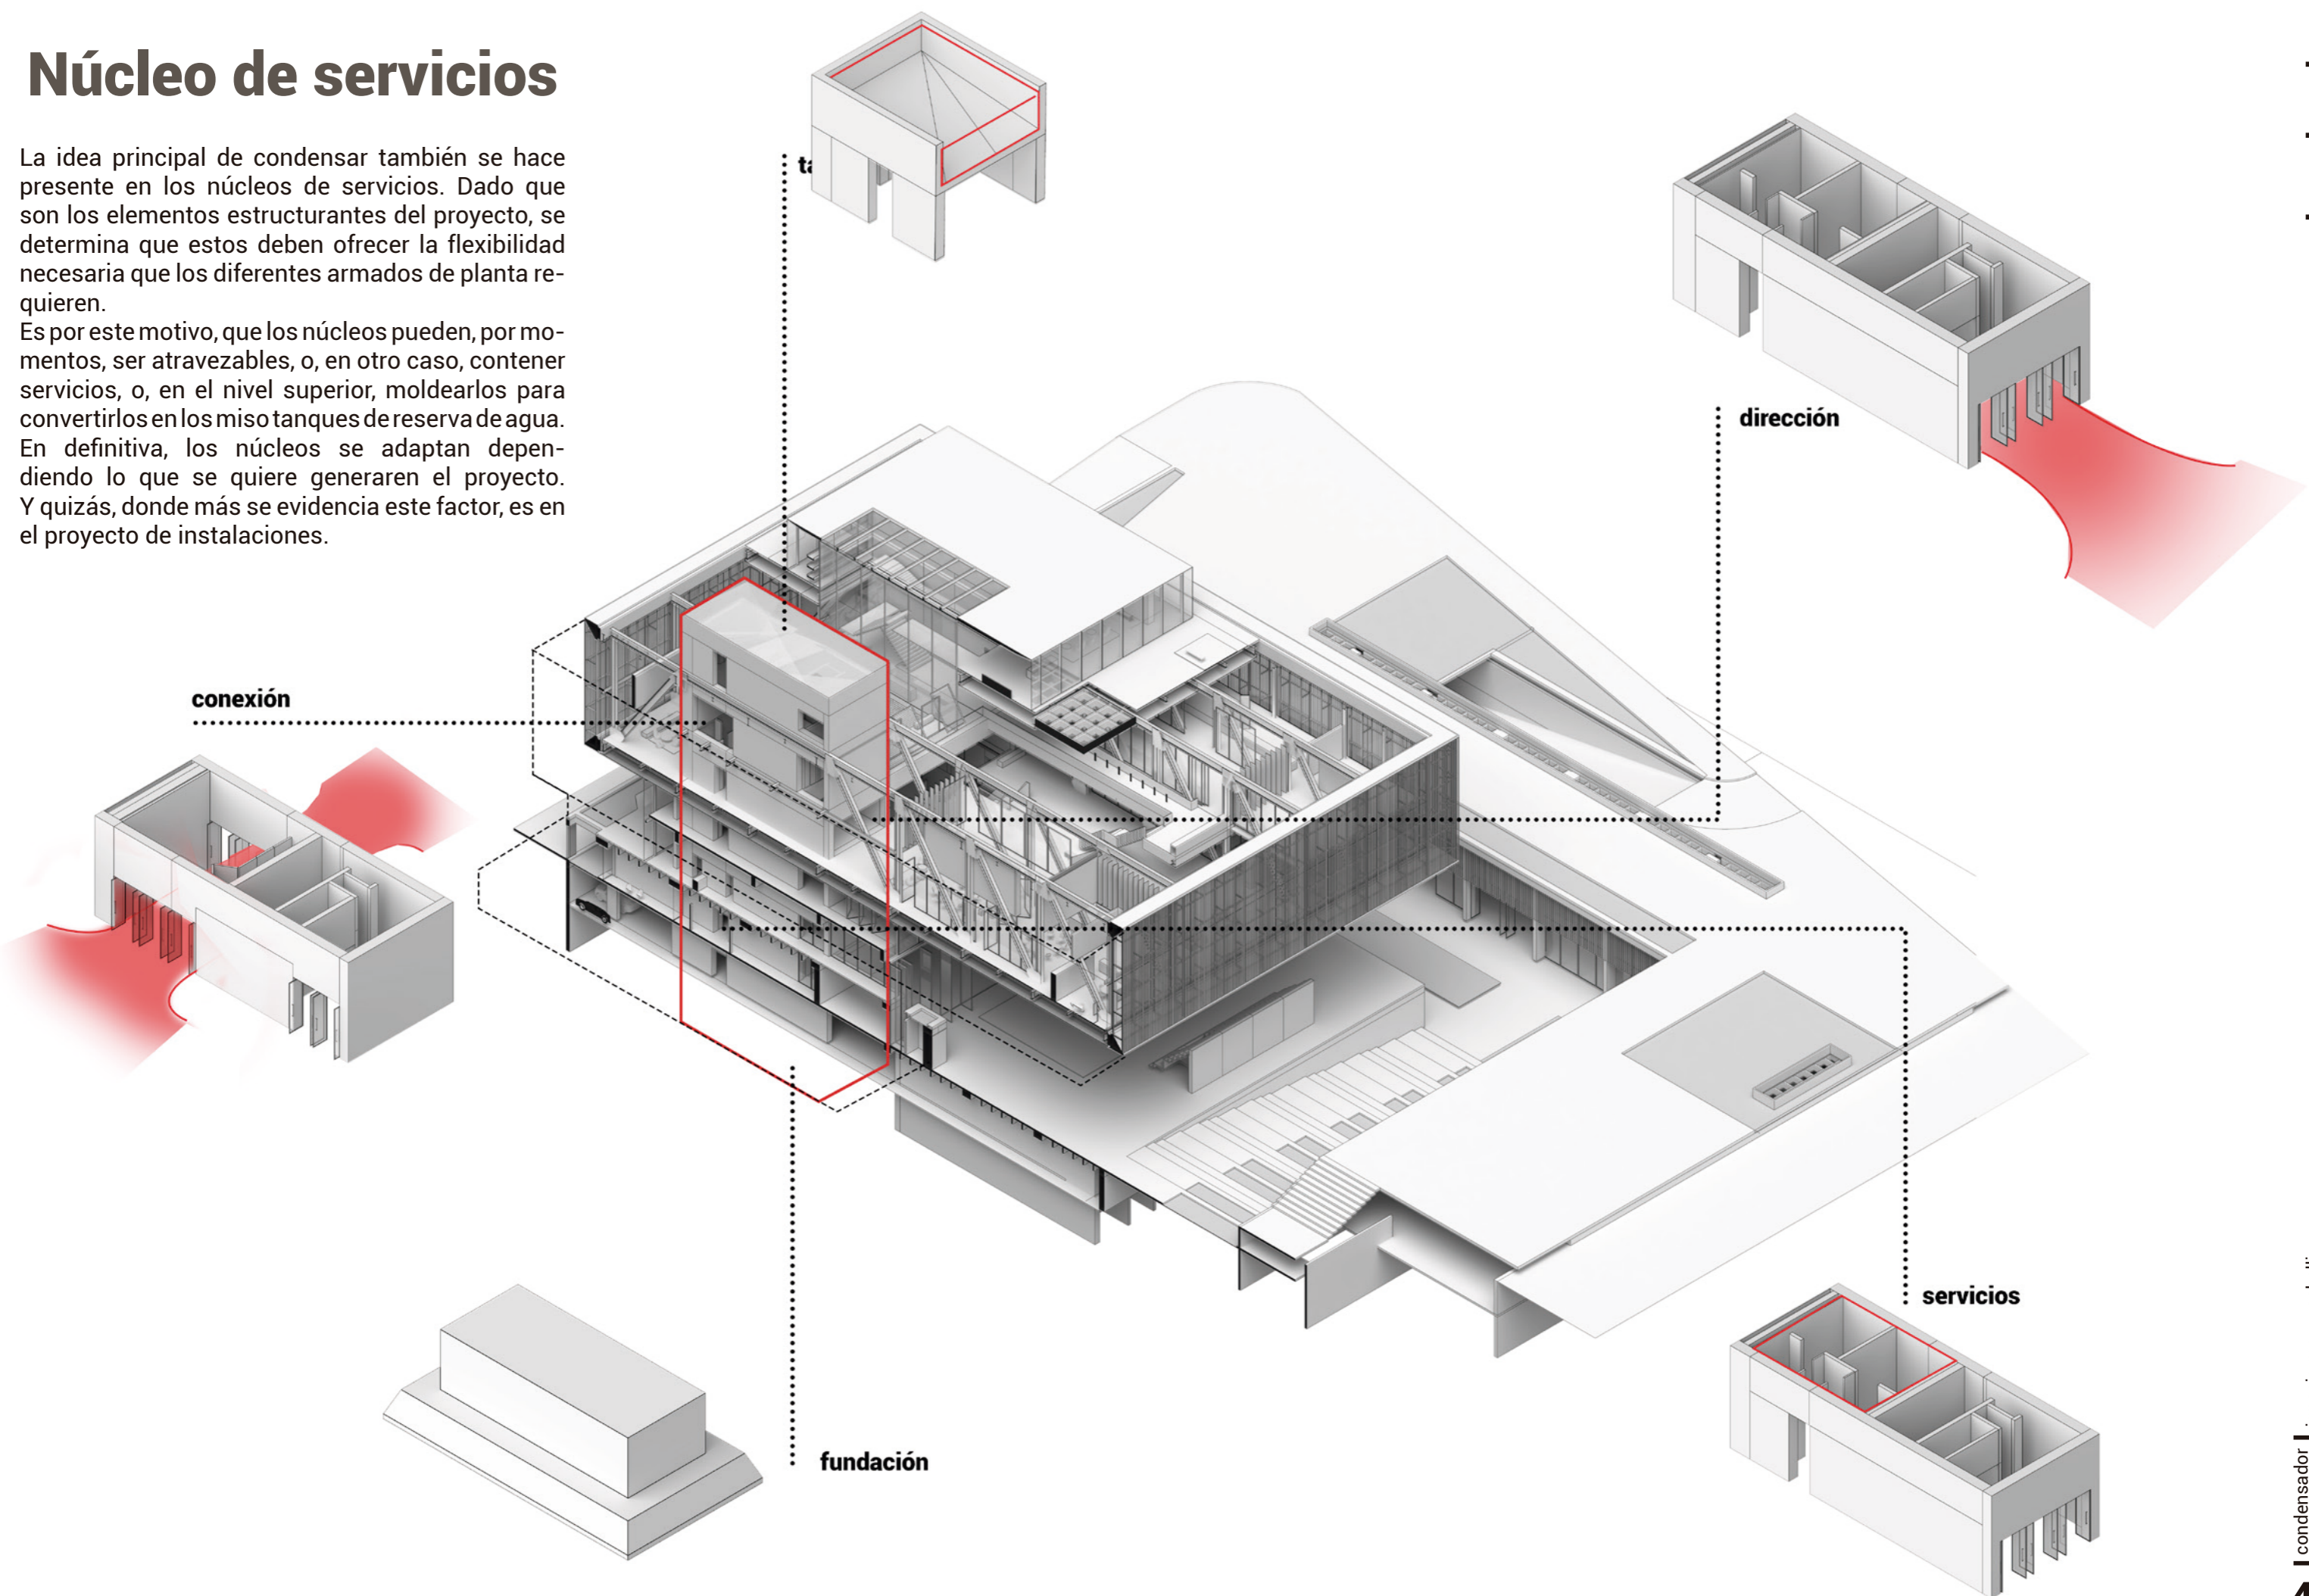 Núcleo de servicios
La idea principal de condensar también se hace
presente en los núcleos de servicios. Dado que
son los elementos estructurantes del proyecto, se
determina que estos deben ofrecer la flexibilidad
necesaria que los diferentes armados de planta re-
quieren.
Es por este motivo, que los núcleos pueden, por mo-
mentos, ser atravezables, o, en otro caso, contener
servicios, o, en el nivel superior, moldearlos para
convertirlos en los miso tanques de reserva de agua.
En definitiva, los núcleos se adaptan depen-
diendo lo que se quiere generaren el proyecto.
Y quizás, donde más se evidencia este factor, es en
el proyecto de instalaciones.
dirección
conexión
servicios
fundación
condensador